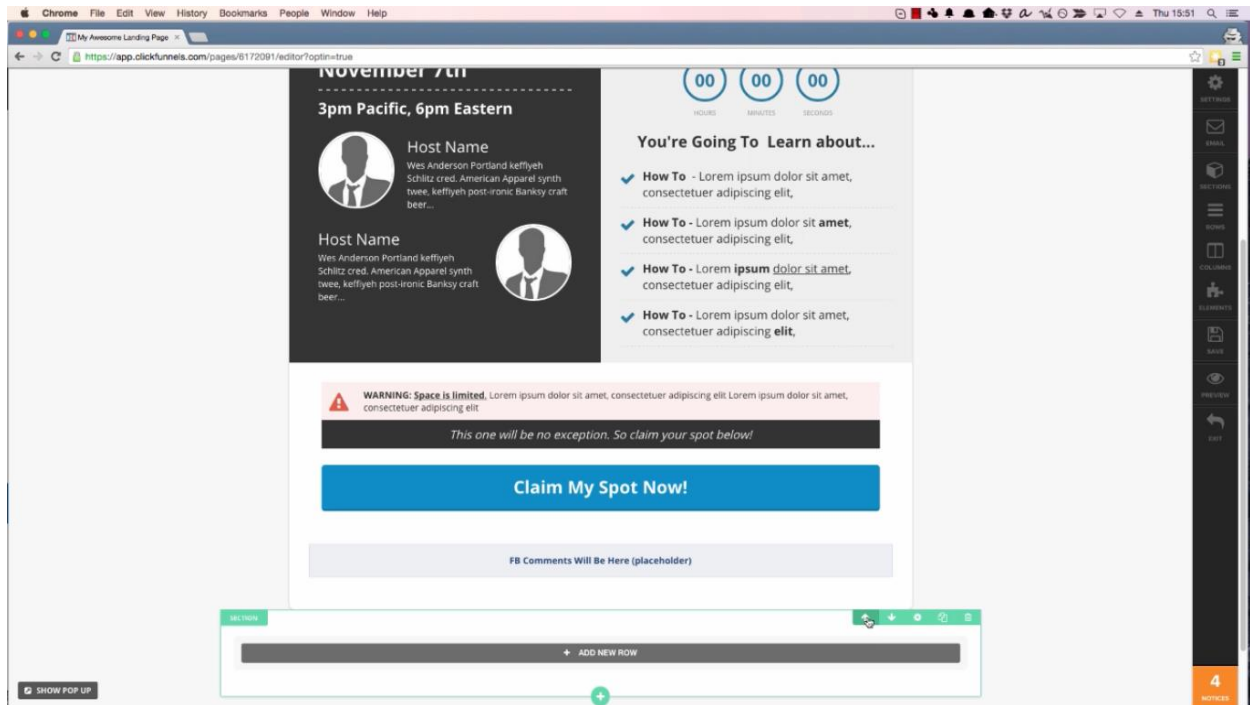 Chrome File Edit View History Bookmarks People Window Help
Thu 15:51
My Awesome Landing Page
https://app.clickfunnels.com/pages/6172091/editor?optin=true
November 7th
3pm Pacific, 6pm Eastern
Host Name
Wes Anderson Portland keffiyeh
Schlitz cred. American Apparel synth
twee, keffiyeh post-ironic Banksy craft
beer...
Host Name
Wes Anderson Portland keffiyeh
Schlitz cred. American Apparel synth
twee, keffiyeh post-ironic Banksy craft
beer...
00 00 00
HOURS MINUTES SECONDS
You're Going To Learn about...
How To - Lorem ipsum dolor sit amet,
consectetuer adipiscing elit,
How To - Lorem ipsum dolor sit amet,
consectetuer adipiscing elit,
How To - Lorem ipsum dolor sit amet,
consectetuer adipiscing elit,
How To - Lorem ipsum dolor sit amet,
consectetuer adipiscing elit,
WARNING: Space is limited, Lorem ipsum dolor sit amet, consectetuer adipiscing elit Lorem ipsum dolor sit amet,
consectetuer adipiscing elit
This one will be no exception. So claim your spot below!
Claim My Spot Now!
FB Comments Will Be Here (placeholder)
SECTION
+ ADD NEW ROW
SHOW POP UP
SETTINGS
EMAIL
SECTIONS
ROWS
COLUMNS
ELEMENTS
SAVE
PREVIEW
EXIT
4
NOTICES